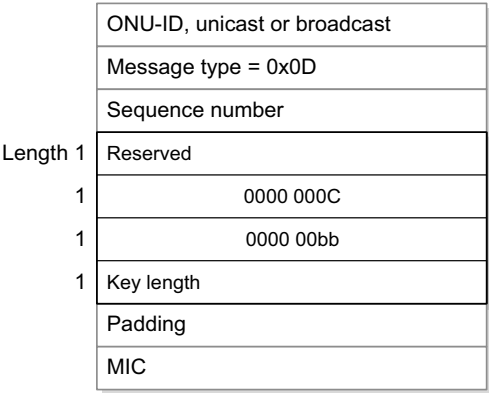 ONU-ID, unicast or broadcast
Message type = 0x0D
Sequence number
Length 1 Reserved
1 0000 000C
1 0000 00bb
1 Key length
Padding
MIC